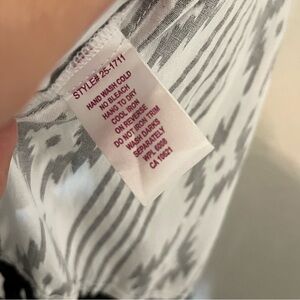 STYLE# 25-1711
HAND WASH COLD
NO BLEACH
HANG TO DRY
COOL IRON
ON REVERSE
DO NOT IRON TRIM
WASH DARKS
SEPARATELY
WPL 6008
CA 10621